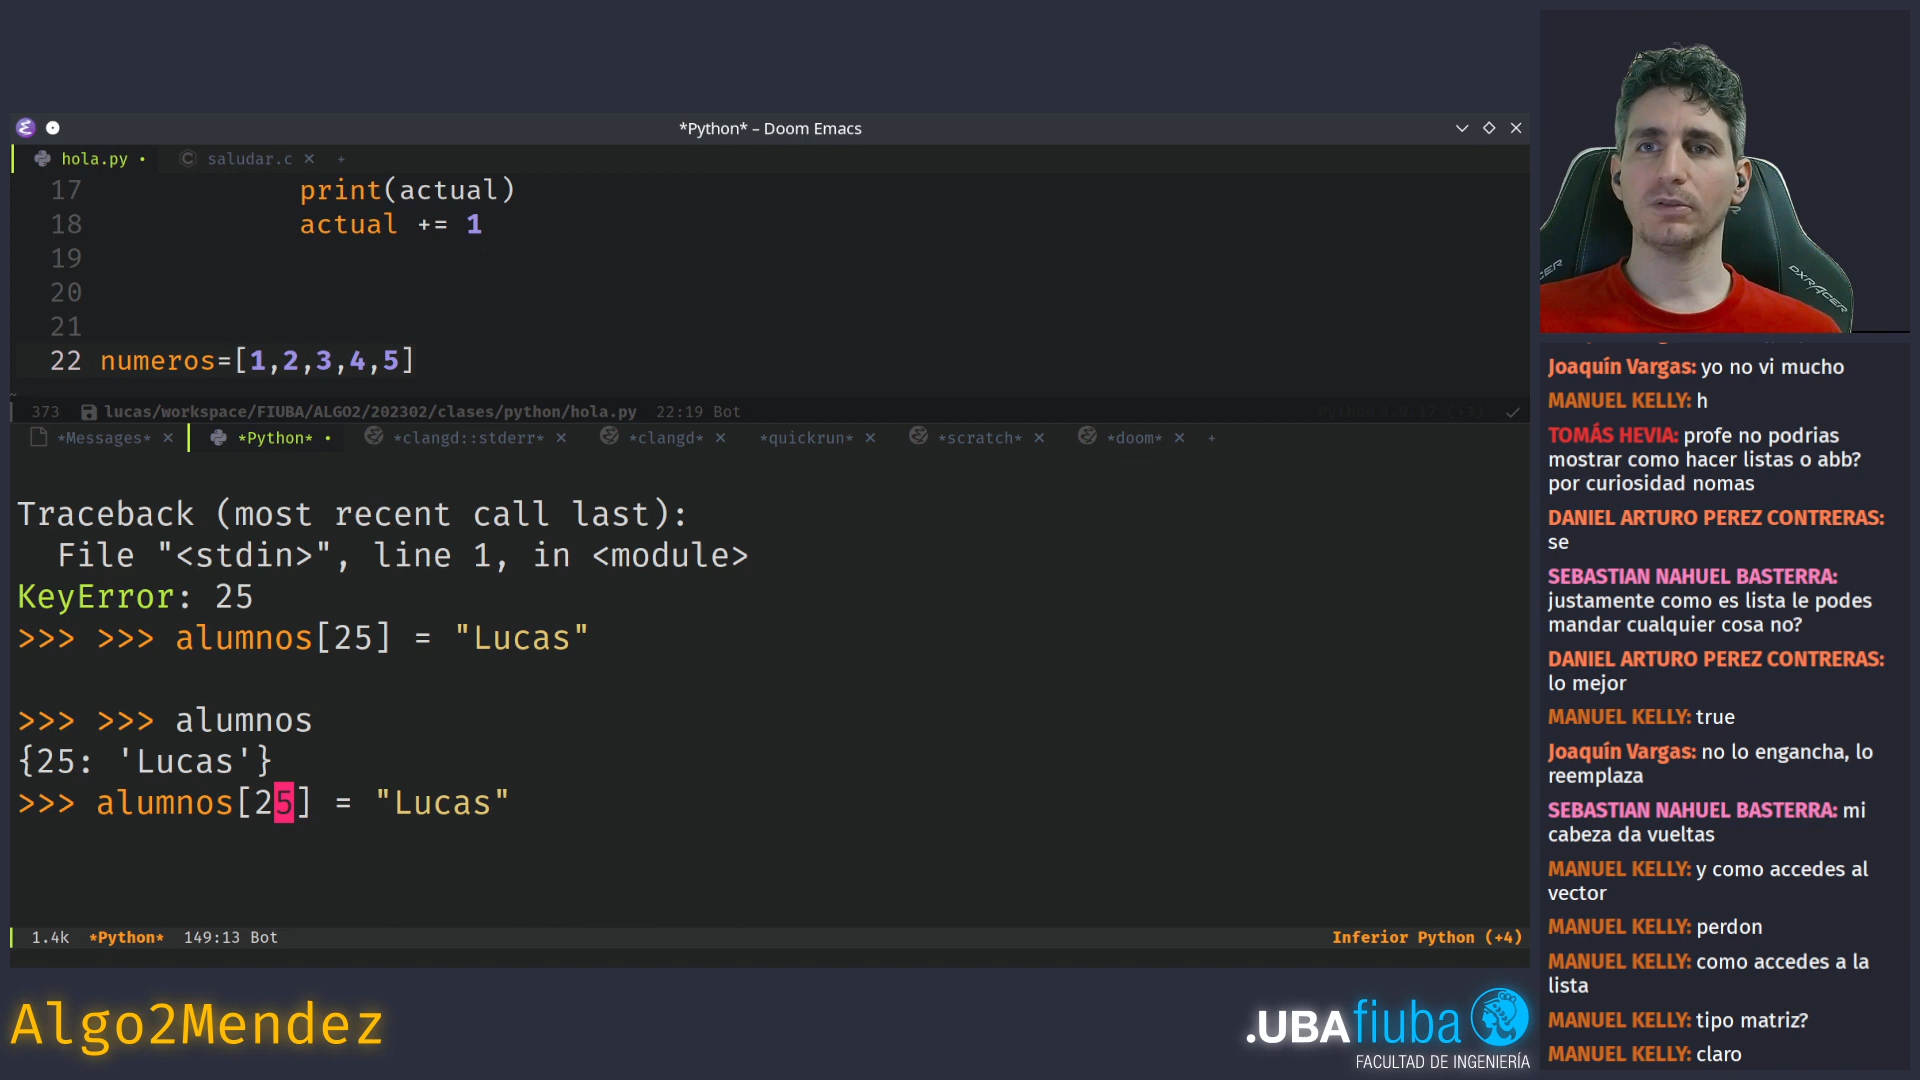 *Python* – Doom Emacs
hola.py •
saludar.c × +
17 print(actual)
18 actual += 1
19
20
21
22 numeros=[1,2,3,4,5]
373 lucas/workspace/FIUBA/ALGO2/202302/clases/python/hola.py 22:19 Bot
*Messages* × *Python* • *clangd::stderr* × *clangd* × *quickrun* × *scratch* × *doom* × +
Traceback (most recent call last):
File "<stdin>", line 1, in <module>
KeyError: 25
>>> >>> alumnos[25] = "Lucas"
>>> >>> alumnos
{25: 'Lucas'}
>>> alumnos[25] = "Lucas"
1.4k *Python* 149:13 Bot
Inferior Python (+4)
Algo2Mendez
.UBAfiuba
FACULTAD DE INGENIERÍA
DXRACER
Joaquín Vargas: yo no vi mucho
MANUEL KELLY: h
TOMÁS HEVIA: profe no podrias
mostrar como hacer listas o abb?
por curiosidad nomas
DANIEL ARTURO PEREZ CONTRERAS:
se
SEBASTIAN NAHUEL BASTERRA:
justamente como es lista le podes
mandar cualquier cosa no?
DANIEL ARTURO PEREZ CONTRERAS:
lo mejor
MANUEL KELLY: true
Joaquín Vargas: no lo engancha, lo
reemplaza
SEBASTIAN NAHUEL BASTERRA: mi
cabeza da vueltas
MANUEL KELLY: y como accedes al
vector
MANUEL KELLY: perdon
MANUEL KELLY: como accedes a la
lista
MANUEL KELLY: tipo matriz?
MANUEL KELLY: claro